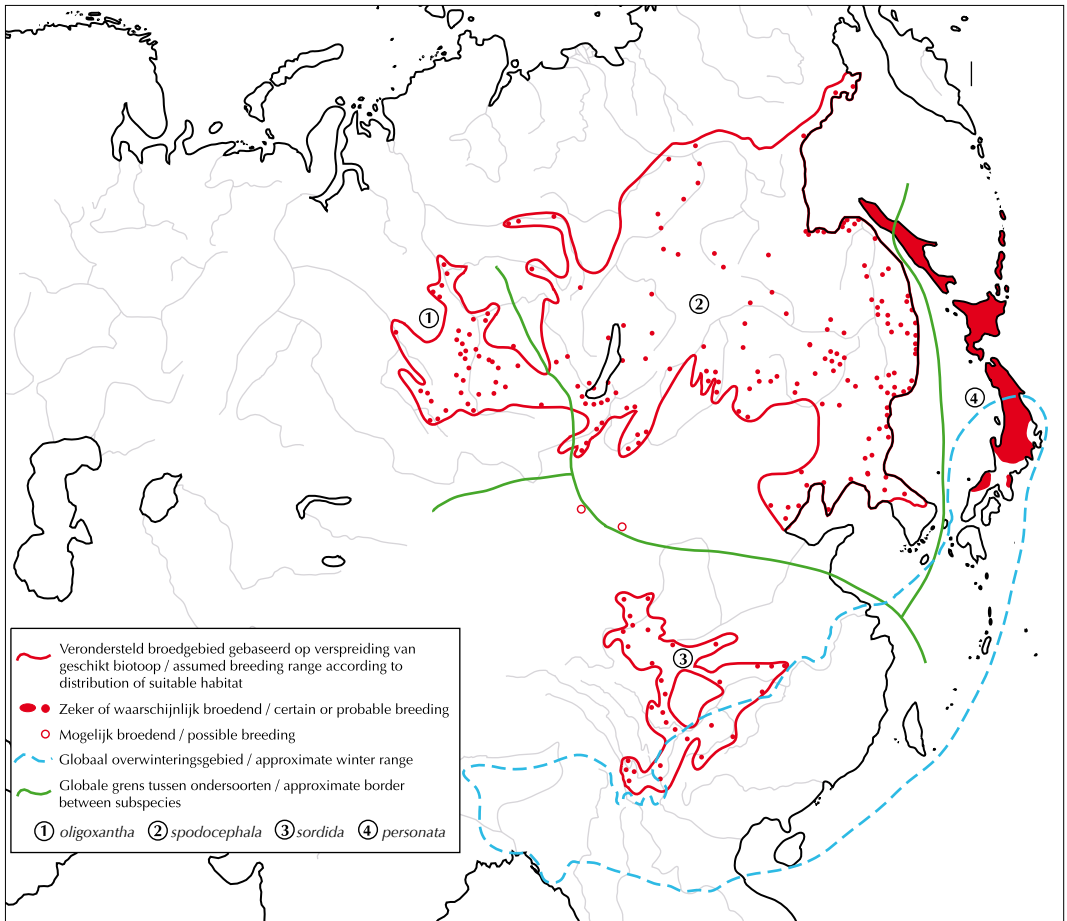 1
2
4
3
Verondersteld broedgebied gebaseerd op verspreiding van
geschikt biotoop / assumed breeding range according to
distribution of suitable habitat
Zeker of waarschijnlijk broedend / certain or probable breeding
Mogelijk broedend / possible breeding
Globaal overwinteringsgebied / approximate winter range
Globale grens tussen ondersoorten / approximate border
between subspecies
1 oligoxantha 2 spodocephala 3 sordida 4 personata